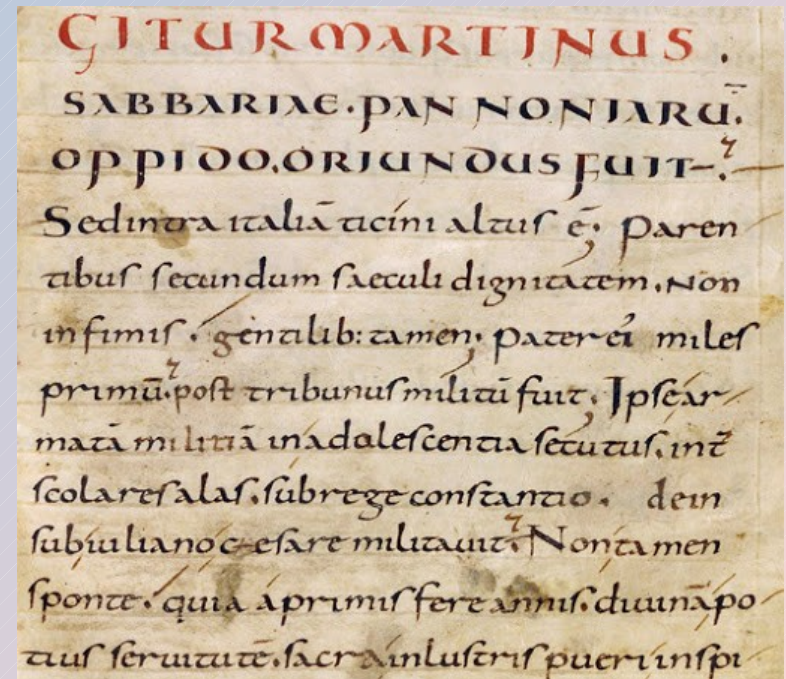 GITUR MARTINUS.
SABBARIAE. PANNONIARŪ.
OPPIDO. ORIUNDUS FUIT.
Sed intra italiā ticini altus ē; Paren
tibus secundum saeculi dignitatem. Non
infimis. gentilib: tamen; Pater ei miles
primū. post tribunus militū fuit; Ipse ar
matā militiā in adolescentia secutus. int̄
scolares alas. sub rege constantio. dein
sub iuliano cesare militauit. Non tamen
sponte. quia a primis fere annis. diuinā po
tius seruitutē. sacra inlustris pueri inspi